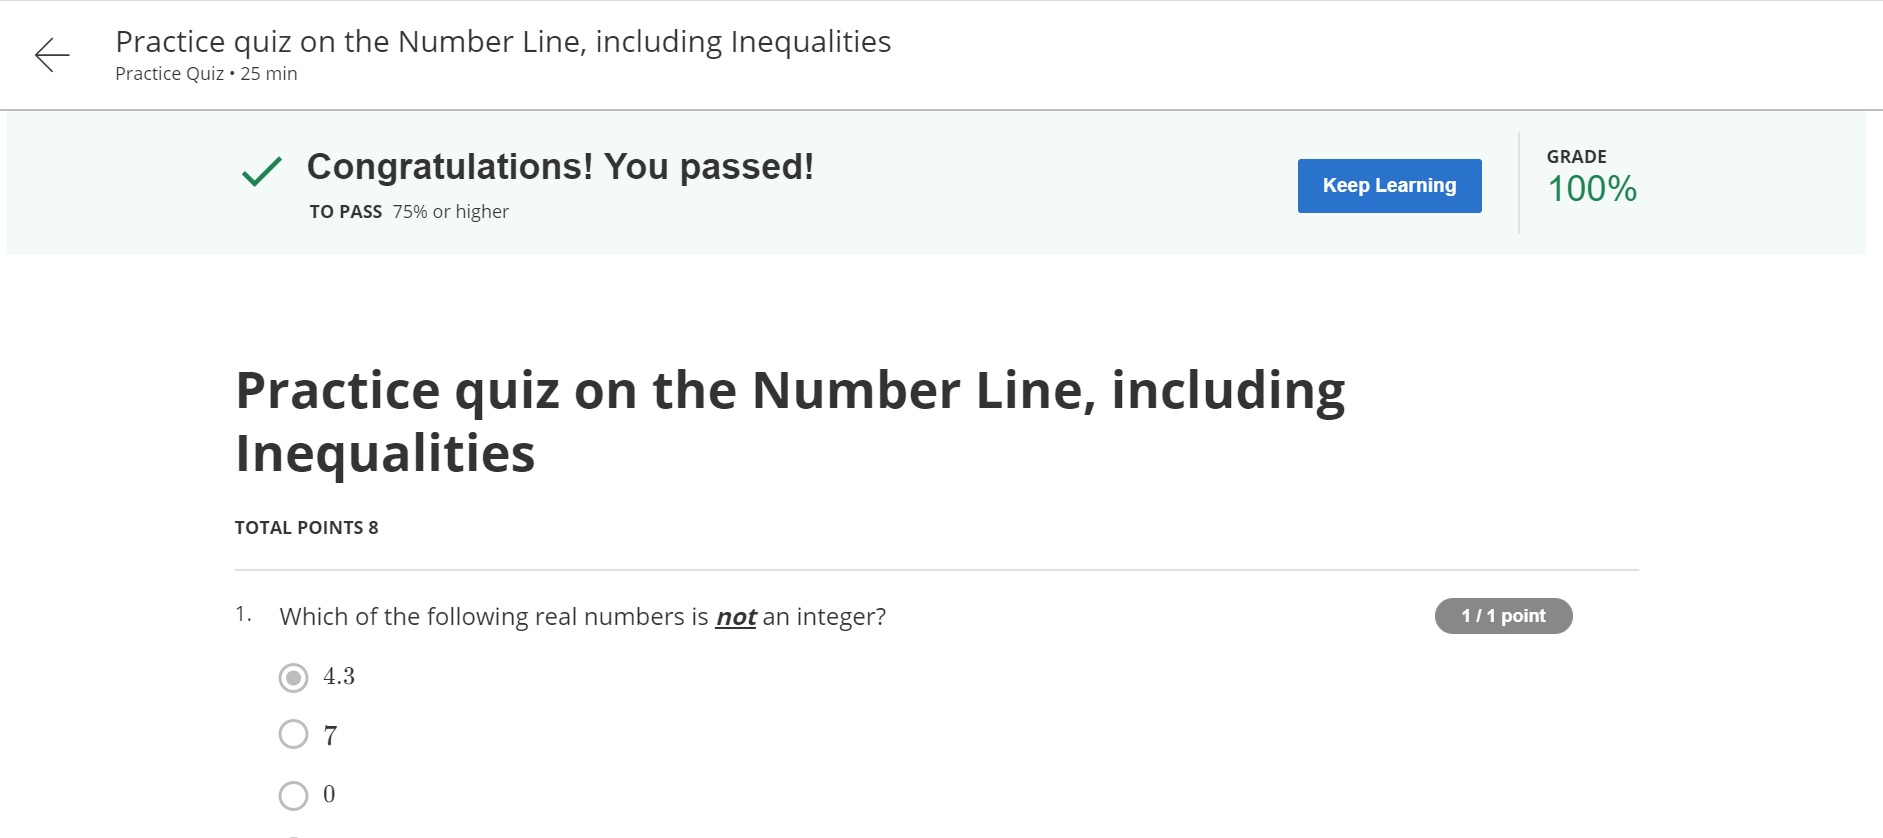 Practice quiz on the Number Line, including Inequalities
Practice Quiz • 25 min
Congratulations! You passed!
TO PASS 75% or higher
Keep Learning
GRADE
100%
Practice quiz on the Number Line, including
Inequalities
TOTAL POINTS 8
1. Which of the following real numbers is not an integer?
1 / 1 point
4.3
7
0